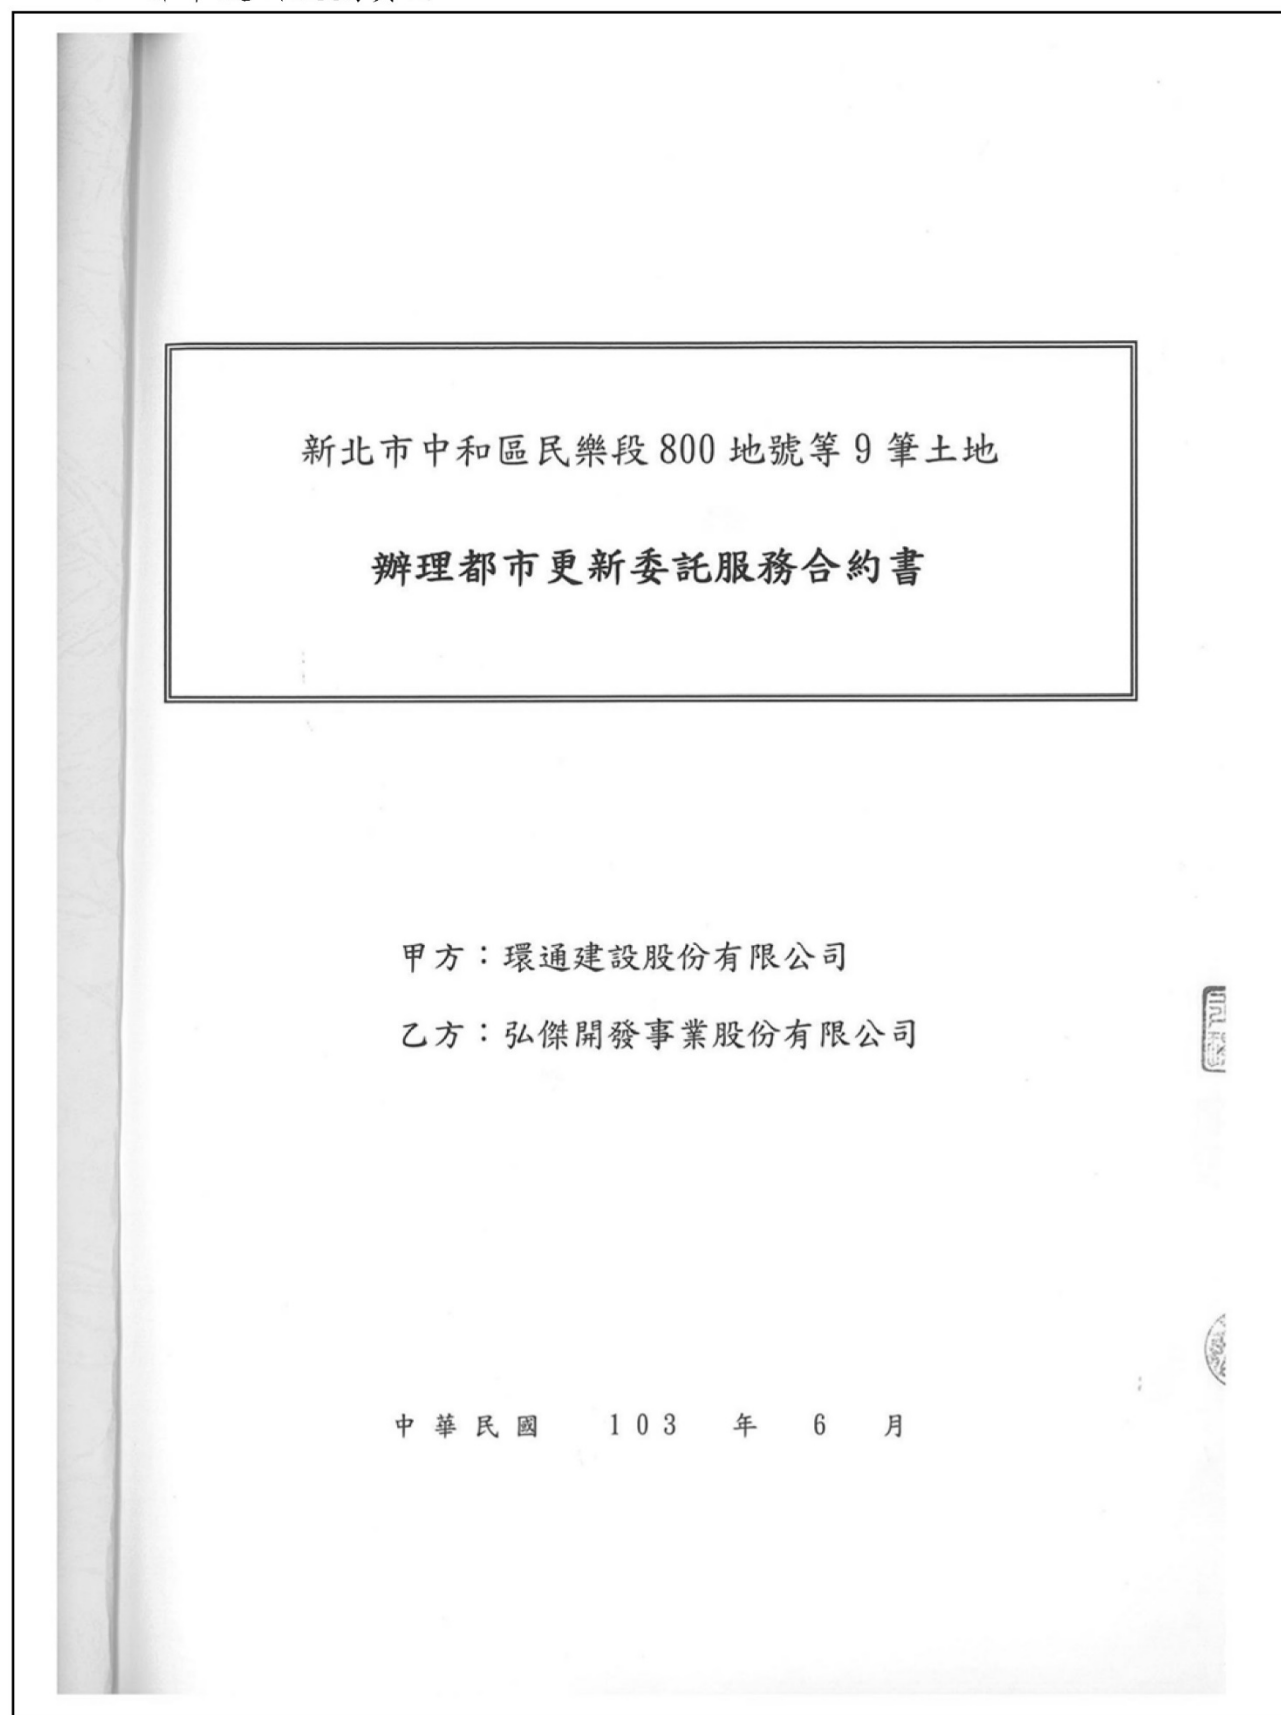 新北市中和區民樂段800地號等9筆土地
辦理都市更新委託服務合約書
甲方：環通建設股份有限公司
乙方：弘傑開發事業股份有限公司
中華民國 103 年 6 月